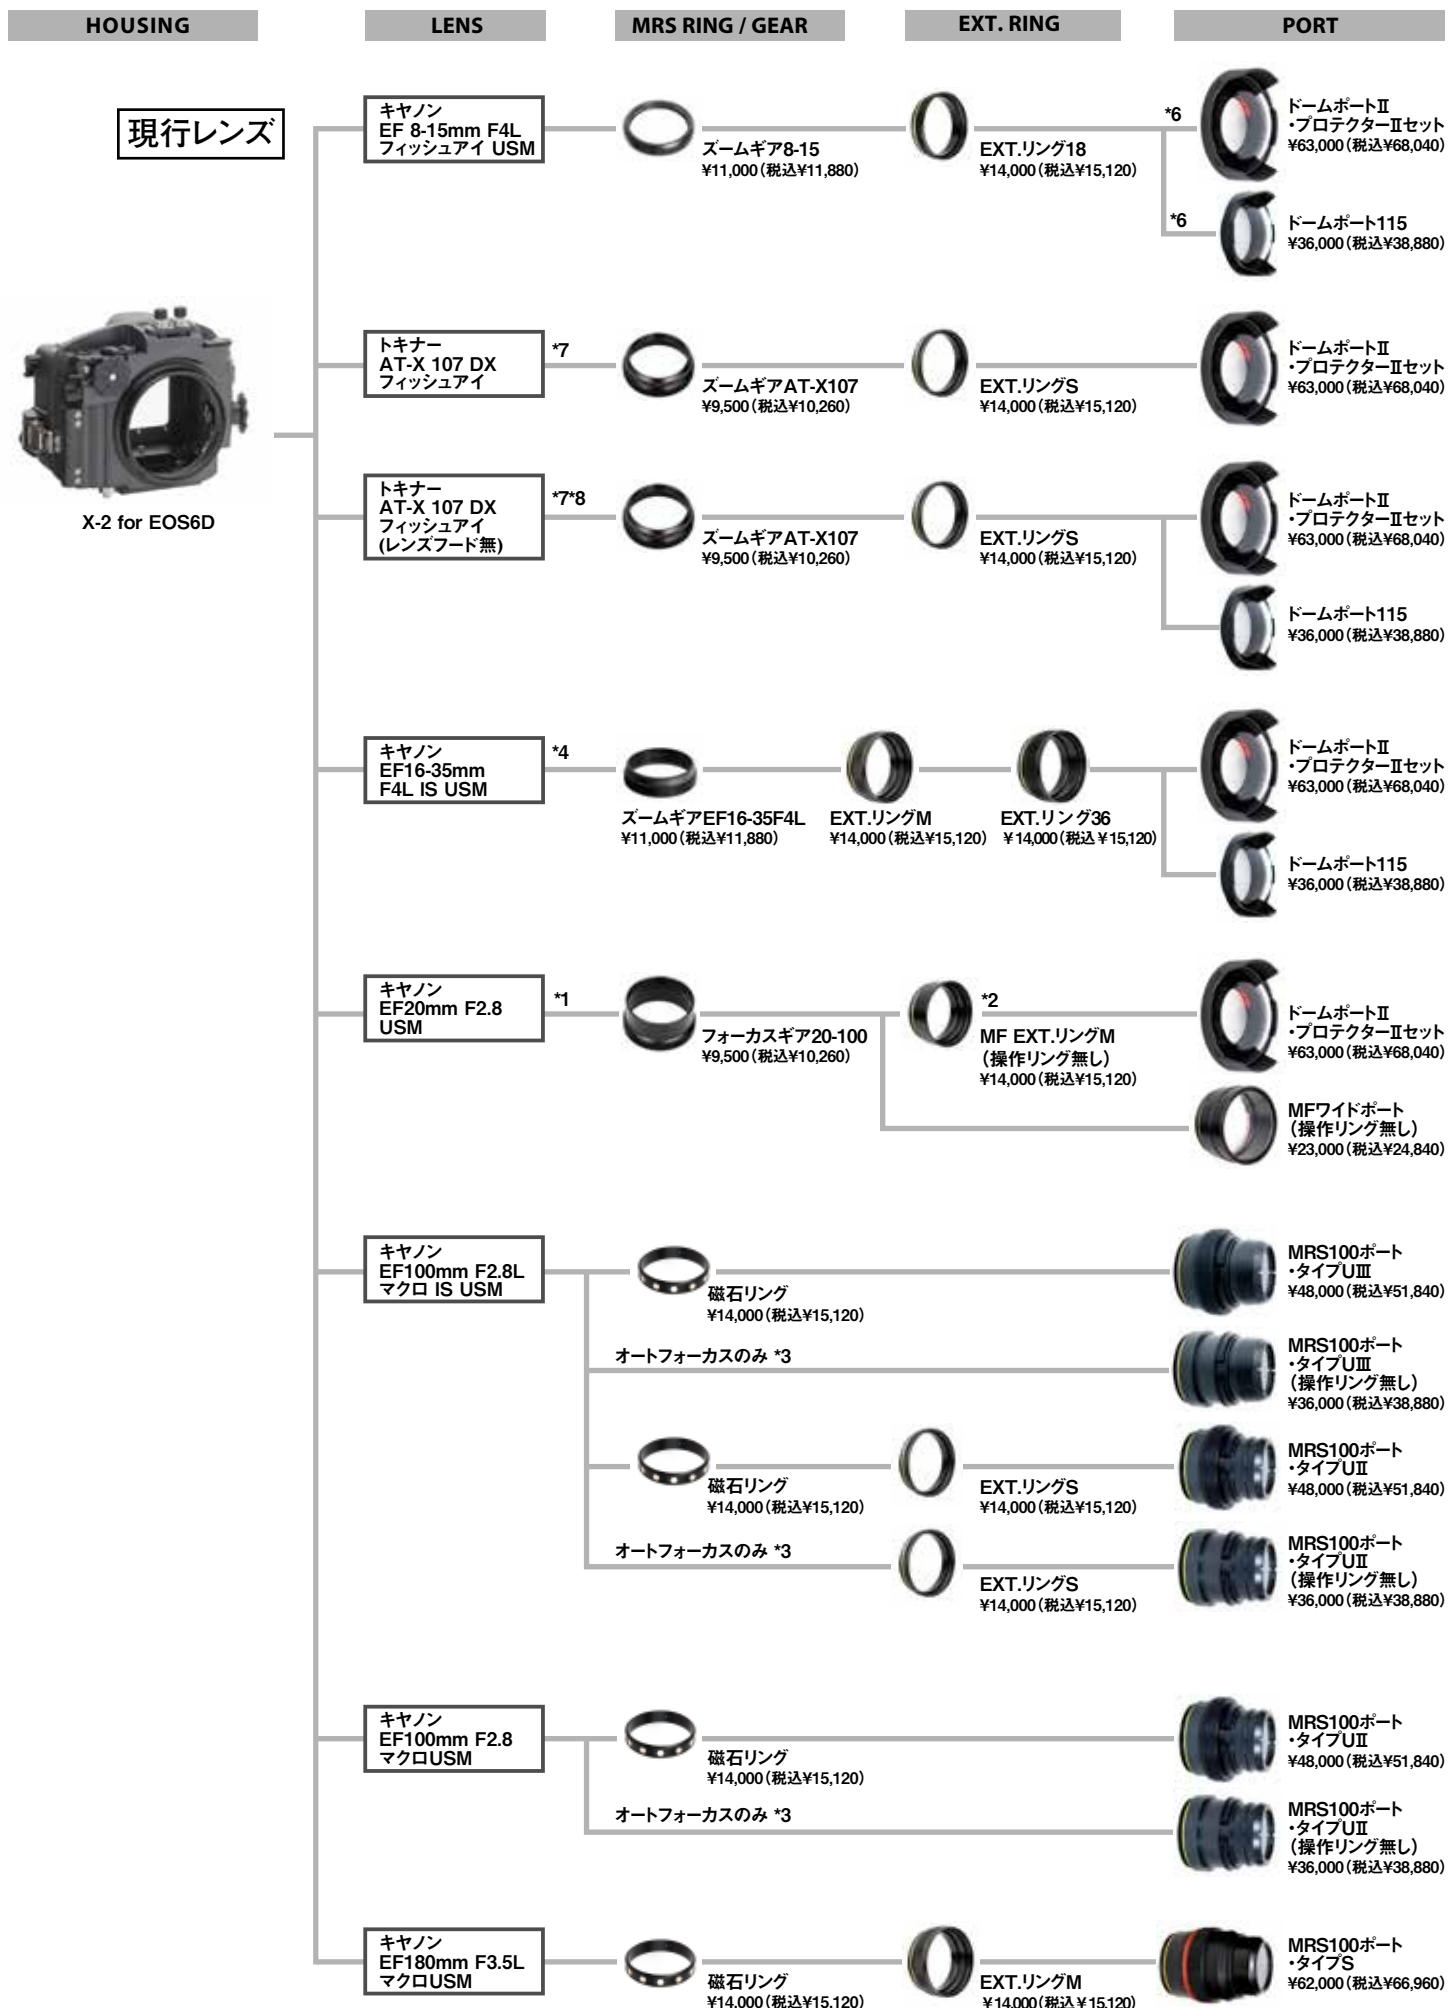 HOUSING
LENS
MRS RING / GEAR
EXT. RING
PORT
現行レンズ
X-2 for EOS6D
キヤノン
EF 8-15mm F4L
フィッシュアイ USM
ズームギア8-15
¥11,000(税込¥11,880)
EXT.リング18
¥14,000(税込¥15,120)
*6
ドームポートⅡ
・プロテクターⅡセット
¥63,000(税込¥68,040)
*6
ドームポート115
¥36,000(税込¥38,880)
トキナー
AT-X 107 DX
フィッシュアイ
*7
ズームギアAT-X107
¥9,500(税込¥10,260)
EXT.リングS
¥14,000(税込¥15,120)
ドームポートⅡ
・プロテクターⅡセット
¥63,000(税込¥68,040)
トキナー
AT-X 107 DX
フィッシュアイ
(レンズフード無)
*7*8
ズームギアAT-X107
¥9,500(税込¥10,260)
EXT.リングS
¥14,000(税込¥15,120)
ドームポートⅡ
・プロテクターⅡセット
¥63,000(税込¥68,040)
ドームポート115
¥36,000(税込¥38,880)
キヤノン
EF16-35mm
F4L IS USM
*4
ズームギアEF16-35F4L
¥11,000(税込¥11,880)
EXT.リングM
¥14,000(税込¥15,120)
EXT.リング36
¥14,000(税込¥15,120)
ドームポートⅡ
・プロテクターⅡセット
¥63,000(税込¥68,040)
ドームポート115
¥36,000(税込¥38,880)
キヤノン
EF20mm F2.8
USM
*1
フォーカスギア20-100
¥9,500(税込¥10,260)
*2
MF EXT.リングM
(操作リング無し)
¥14,000(税込¥15,120)
ドームポートⅡ
・プロテクターⅡセット
¥63,000(税込¥68,040)
MFワイドポート
(操作リング無し)
¥23,000(税込¥24,840)
キヤノン
EF100mm F2.8L
マクロ IS USM
磁石リング
¥14,000(税込¥15,120)
MRS100ポート
・タイプUⅢ
¥48,000(税込¥51,840)
オートフォーカスのみ *3
MRS100ポート
・タイプUⅢ
(操作リング無し)
¥36,000(税込¥38,880)
磁石リング
¥14,000(税込¥15,120)
EXT.リングS
¥14,000(税込¥15,120)
MRS100ポート
・タイプUⅡ
¥48,000(税込¥51,840)
オートフォーカスのみ *3
EXT.リングS
¥14,000(税込¥15,120)
MRS100ポート
・タイプUⅡ
(操作リング無し)
¥36,000(税込¥38,880)
キヤノン
EF100mm F2.8
マクロUSM
磁石リング
¥14,000(税込¥15,120)
MRS100ポート
・タイプUⅡ
¥48,000(税込¥51,840)
オートフォーカスのみ *3
MRS100ポート
・タイプUⅡ
(操作リング無し)
¥36,000(税込¥38,880)
キヤノン
EF180mm F3.5L
マクロUSM
磁石リング
¥14,000(税込¥15,120)
EXT.リングM
¥14,000(税込¥15,120)
MRS100ポート
・タイプS
¥62,000(税込¥66,960)